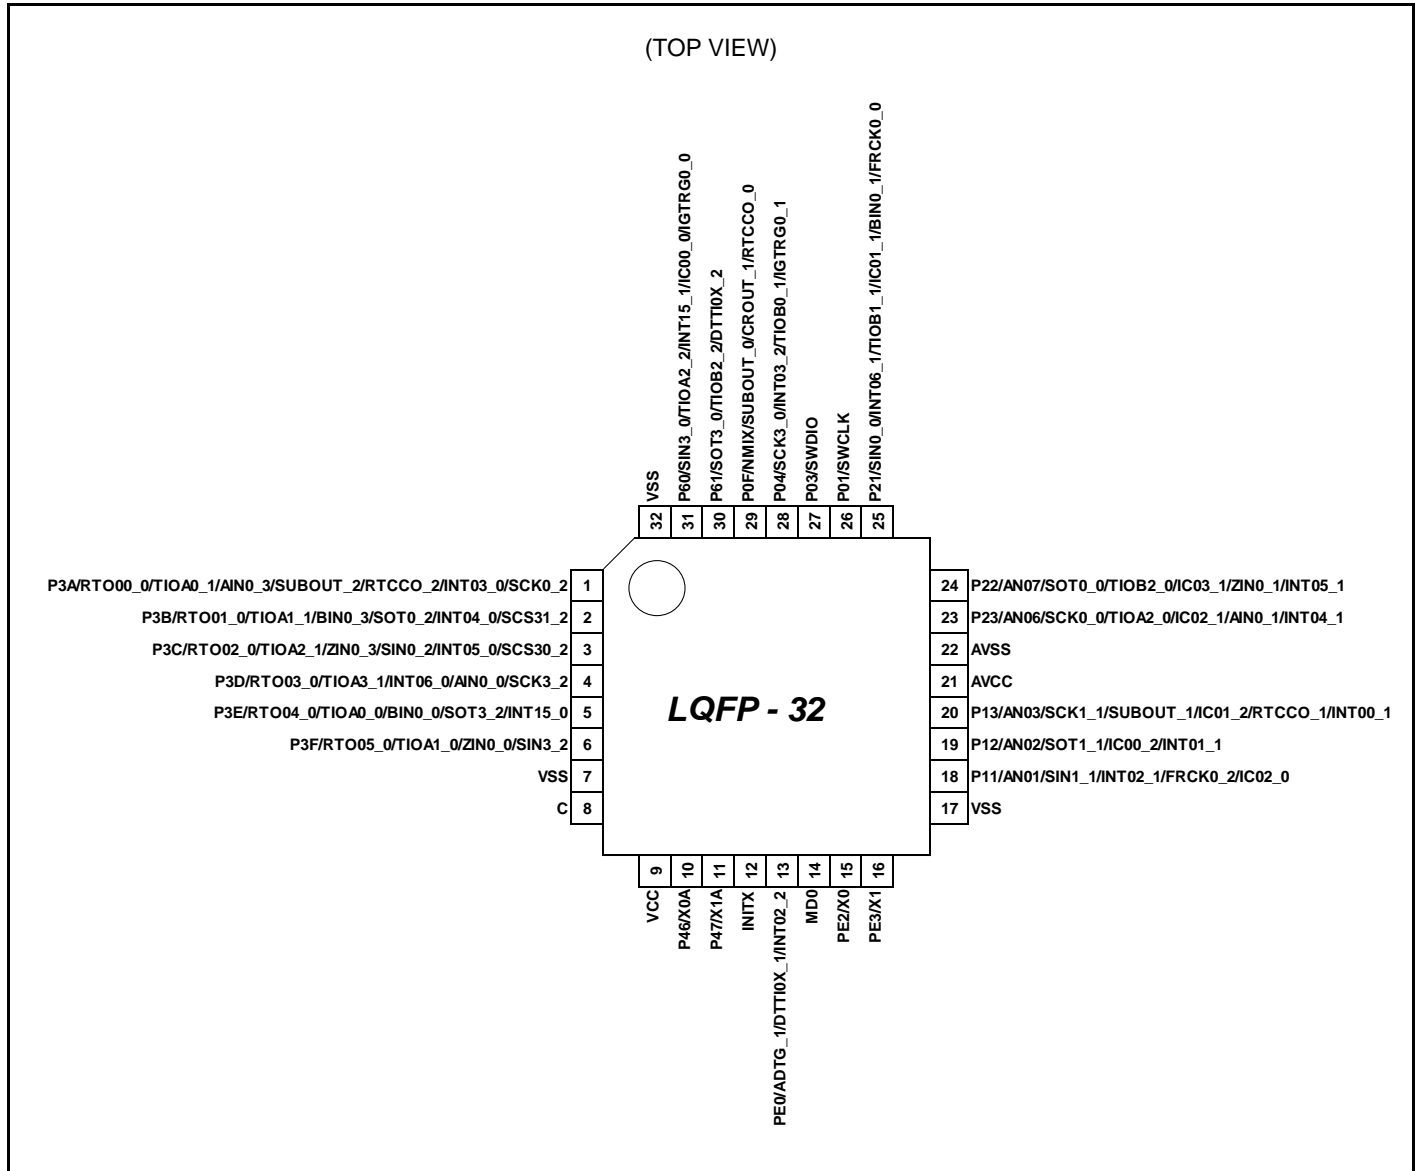 (TOP VIEW)
VSS
P60/SIN3_0/TIOA2_2/INT15_1/IC00_0/IGTRG0_0
P61/SOT3_0/TIOB2_2/DTTI0X_2
P0F/NMIX/SUBOUT_0/CROUT_1/RTCCO_0
P04/SCK3_0/INT03_2/TIOB0_1/IGTRG0_1
P03/SWDIO
P01/SWCLK
P21/SIN0_0/INT06_1/TIOB1_1/IC01_1/BIN0_1/FRCK0_0
32 31 30 29 28 27 26 25
P3A/RTO00_0/TIOA0_1/AIN0_3/SUBOUT_2/RTCCO_2/INT03_0/SCK0_2 1
P3B/RTO01_0/TIOA1_1/BIN0_3/SOT0_2/INT04_0/SCS31_2 2
P3C/RTO02_0/TIOA2_1/ZIN0_3/SIN0_2/INT05_0/SCS30_2 3
P3D/RTO03_0/TIOA3_1/INT06_0/AIN0_0/SCK3_2 4
P3E/RTO04_0/TIOA0_0/BIN0_0/SOT3_2/INT15_0 5
P3F/RTO05_0/TIOA1_0/ZIN0_0/SIN3_2 6
VSS 7
C 8
LQFP - 32
24 P22/AN07/SOT0_0/TIOB2_0/IC03_1/ZIN0_1/INT05_1
23 P23/AN06/SCK0_0/TIOA2_0/IC02_1/AIN0_1/INT04_1
22 AVSS
21 AVCC
20 P13/AN03/SCK1_1/SUBOUT_1/IC01_2/RTCCO_1/INT00_1
19 P12/AN02/SOT1_1/IC00_2/INT01_1
18 P11/AN01/SIN1_1/INT02_1/FRCK0_2/IC02_0
17 VSS
9 10 11 12 13 14 15 16
VCC
P46/X0A
P47/X1A
INITX
PE0/ADTG_1/DTTI0X_1/INT02_2
MD0
PE2/X0
PE3/X1